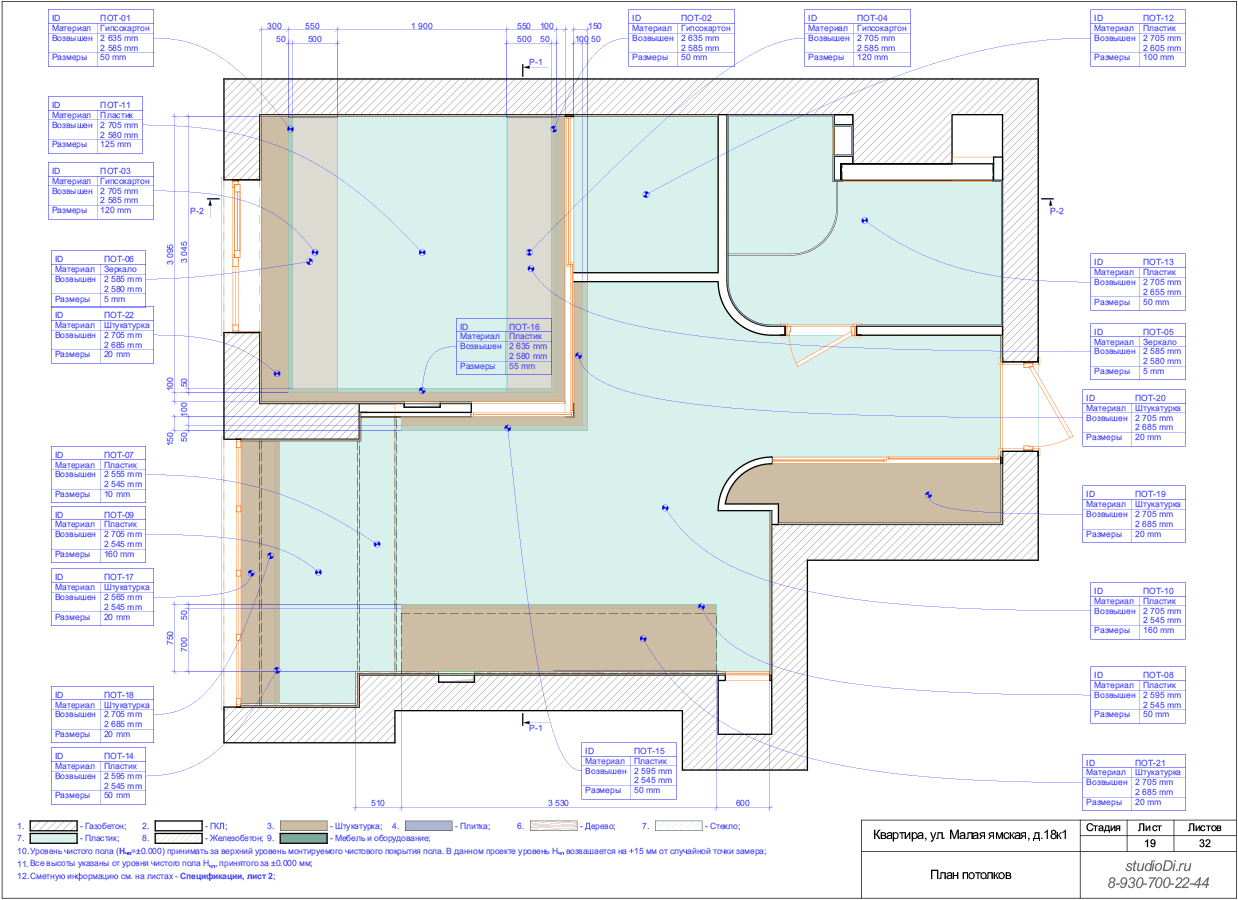 ID ПОТ-01
Материал Гипсокартон
Возвышен 2 635 mm
2 585 mm
Размеры 50 mm
300 550 1 900 550 100 150
50 500 500 50 100 50
ID ПОТ-02
Материал Гипсокартон
Возвышен 2 635 mm
2 585 mm
Размеры 50 mm
ID ПОТ-04
Материал Гипсокартон
Возвышен 2 705 mm
2 585 mm
Размеры 120 mm
ID ПОТ-12
Материал Пластик
Возвышен 2 705 mm
2 605 mm
Размеры 100 mm
P-1
ID ПОТ-11
Материал Пластик
Возвышен 2 705 mm
2 580 mm
Размеры 125 mm
ID ПОТ-03
Материал Гипсокартон
Возвышен 2 705 mm
2 585 mm
Размеры 120 mm
P-2
P-2
3 095
3 045
ID ПОТ-06
Материал Зеркало
Возвышен 2 585 mm
2 580 mm
Размеры 5 mm
ID ПОТ-13
Материал Пластик
Возвышен 2 705 mm
2 655 mm
Размеры 50 mm
ID ПОТ-22
Материал Штукатурка
Возвышен 2 705 mm
2 685 mm
Размеры 20 mm
ID ПОТ-16
Материал Пластик
Возвышен 2 635 mm
2 580 mm
Размеры 55 mm
ID ПОТ-05
Материал Зеркало
Возвышен 2 585 mm
2 580 mm
Размеры 5 mm
100
50
100
150
50
ID ПОТ-20
Материал Штукатурка
Возвышен 2 705 mm
2 685 mm
Размеры 20 mm
ID ПОТ-07
Материал Пластик
Возвышен 2 555 mm
2 545 mm
Размеры 10 mm
ID ПОТ-19
Материал Штукатурка
Возвышен 2 705 mm
2 685 mm
Размеры 20 mm
ID ПОТ-09
Материал Пластик
Возвышен 2 705 mm
2 545 mm
Размеры 160 mm
ID ПОТ-17
Материал Штукатурка
Возвышен 2 565 mm
2 545 mm
Размеры 20 mm
750
50
700
ID ПОТ-10
Материал Пластик
Возвышен 2 705 mm
2 545 mm
Размеры 160 mm
ID ПОТ-18
Материал Штукатурка
Возвышен 2 705 mm
2 685 mm
Размеры 20 mm
ID ПОТ-08
Материал Пластик
Возвышен 2 595 mm
2 545 mm
Размеры 50 mm
P-1
ID ПОТ-14
Материал Пластик
Возвышен 2 595 mm
2 545 mm
Размеры 50 mm
ID ПОТ-15
Материал Пластик
Возвышен 2 595 mm
2 545 mm
Размеры 50 mm
ID ПОТ-21
Материал Штукатурка
Возвышен 2 705 mm
2 685 mm
Размеры 20 mm
510 3 530 600
1. - Газобетон; 2. - ГКЛ; 3. - Штукатурка; 4. - Плитка; 6. - Дерево; 7. - Стекло;
7. - Пластик; 8. - Железобетон; 9. - Мебель и оборудование;
10.Уровень чистого пола (Нчп=±0.000) принимать за верхний уровень монтируемого чистового покрытия пола. В данном проекте уровень Нчп возвашается на +15 мм от случайной точки замера;
11.Все высоты указаны от уровня чистого пола Нчп, принятого за ±0.000 мм;
12.Сметную информацию см. на листах - Спецификации, лист 2;
Квартира, ул. Малая ямская, д.18к1
Стадия Лист Листов
19 32
План потолков
studioDi.ru
8-930-700-22-44